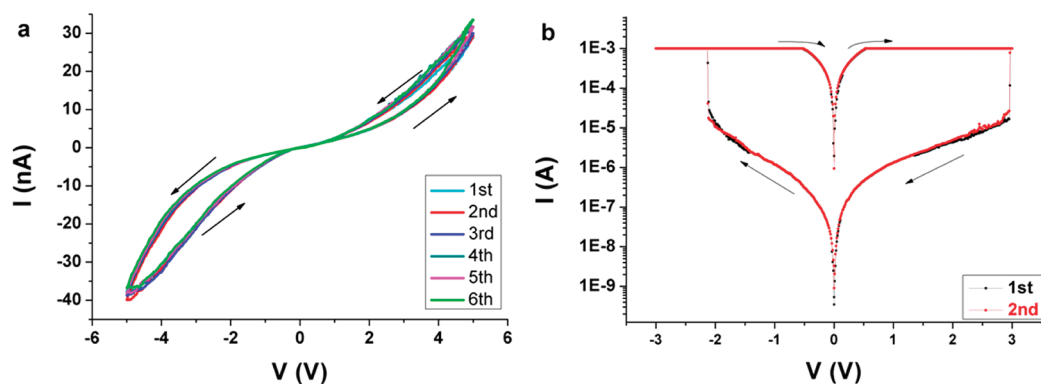 a
I (nA)
30
20
10
0
-10
-20
-30
-40
-6
-4
-2
0
2
4
6
V (V)
1st
2nd
3rd
4th
5th
6th
b
I (A)
1E-3
1E-4
1E-5
1E-6
1E-7
1E-8
1E-9
-3
-2
-1
0
1
2
3
V (V)
1st
2nd